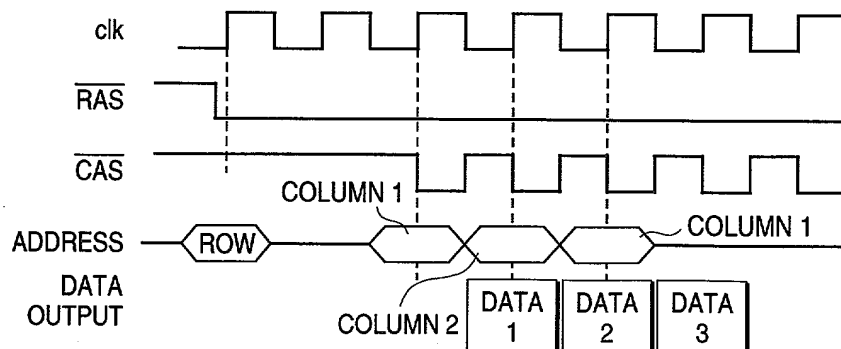 clk
RAS
CAS
COLUMN 1
COLUMN 1
ADDRESS
ROW
DATA
OUTPUT
COLUMN 2
DATA
1
DATA
2
DATA
3